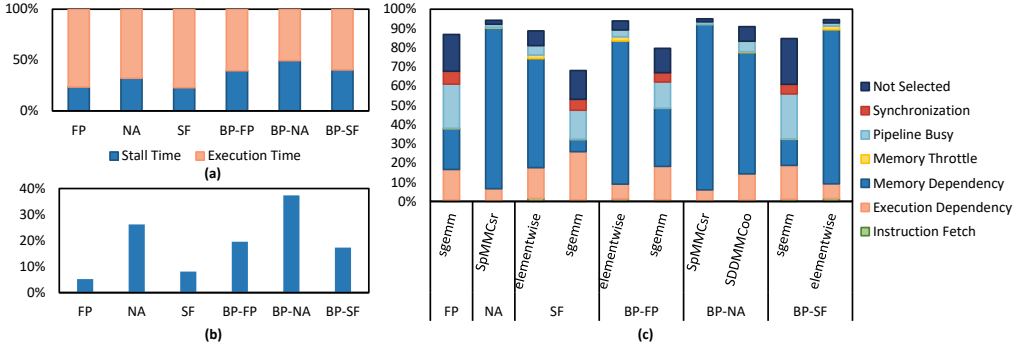 100%
50%
0%
FP NA SF BP-FP BP-NA BP-SF
Stall Time Execution Time
(a)
40%
30%
20%
10%
0%
FP NA SF BP-FP BP-NA BP-SF
(b)
100%
90%
80%
70%
60%
50%
40%
30%
20%
10%
0%
sgemm SpMMCsr elementwise sgemm elementwise sgemm SpMMCsr SDDMMCoo sgemm elementwise
FP NA SF BP-FP BP-NA BP-SF
(c)
Not Selected
Synchronization
Pipeline Busy
Memory Throttle
Memory Dependency
Execution Dependency
Instruction Fetch